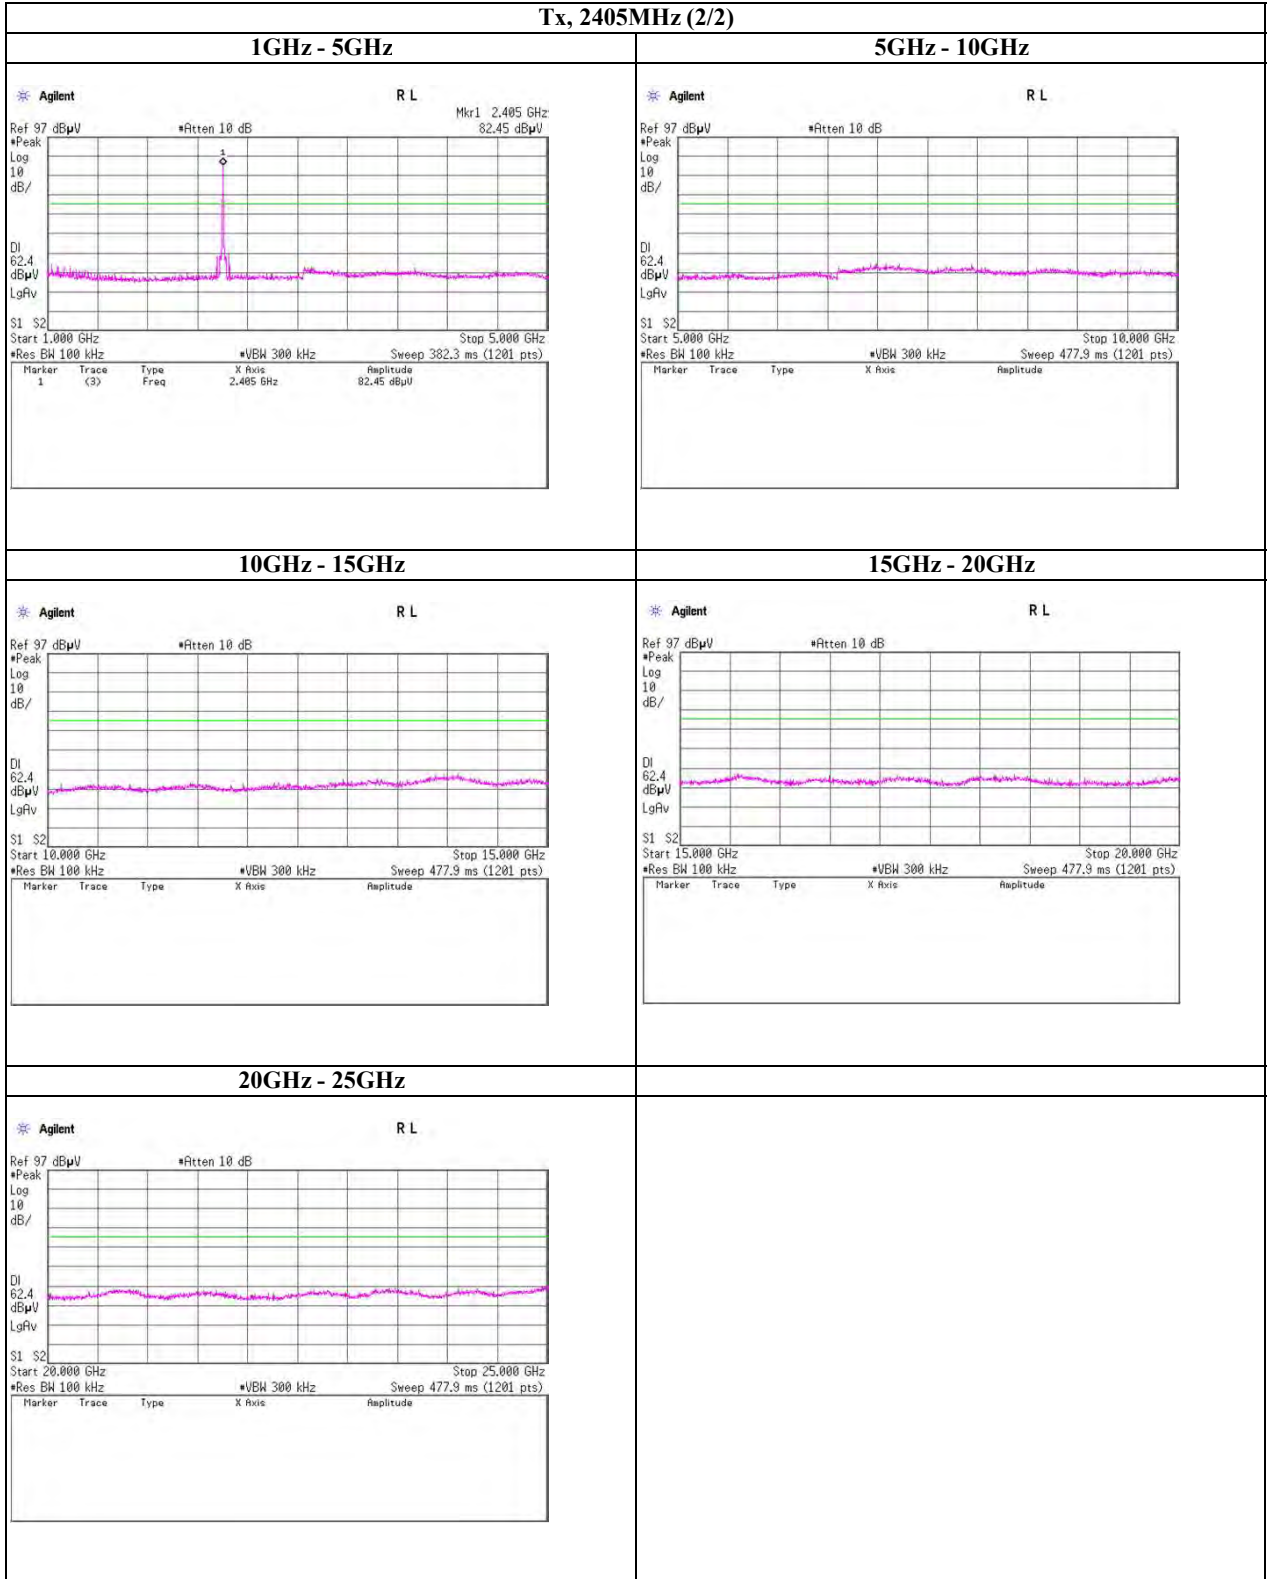 Tx, 2405MHz (2/2)
1GHz - 5GHz
5GHz - 10GHz
Agilent R L
Mkr1 2.405 GHz
Ref 97 dBµV #Atten 10 dB 82.45 dBµV
#Peak
Log
10
dB/
1
DI
62.4
dBµV
LgAv
S1 S2
Start 1.000 GHz Stop 5.000 GHz
#Res BW 100 kHz #VBW 300 kHz Sweep 382.3 ms (1201 pts)
Marker Trace Type X Axis Amplitude
1 (3) Freq 2.405 GHz 82.45 dBµV
Agilent R L
Ref 97 dBµV #Atten 10 dB
#Peak
Log
10
dB/
DI
62.4
dBµV
LgAv
S1 S2
Start 5.000 GHz Stop 10.000 GHz
#Res BW 100 kHz #VBW 300 kHz Sweep 477.9 ms (1201 pts)
Marker Trace Type X Axis Amplitude
10GHz - 15GHz
15GHz - 20GHz
Agilent R L
Ref 97 dBµV #Atten 10 dB
#Peak
Log
10
dB/
DI
62.4
dBµV
LgAv
S1 S2
Start 10.000 GHz Stop 15.000 GHz
#Res BW 100 kHz #VBW 300 kHz Sweep 477.9 ms (1201 pts)
Marker Trace Type X Axis Amplitude
Agilent R L
Ref 97 dBµV #Atten 10 dB
#Peak
Log
10
dB/
DI
62.4
dBµV
LgAv
S1 S2
Start 15.000 GHz Stop 20.000 GHz
#Res BW 100 kHz #VBW 300 kHz Sweep 477.9 ms (1201 pts)
Marker Trace Type X Axis Amplitude
20GHz - 25GHz
Agilent R L
Ref 97 dBµV #Atten 10 dB
#Peak
Log
10
dB/
DI
62.4
dBµV
LgAv
S1 S2
Start 20.000 GHz Stop 25.000 GHz
#Res BW 100 kHz #VBW 300 kHz Sweep 477.9 ms (1201 pts)
Marker Trace Type X Axis Amplitude